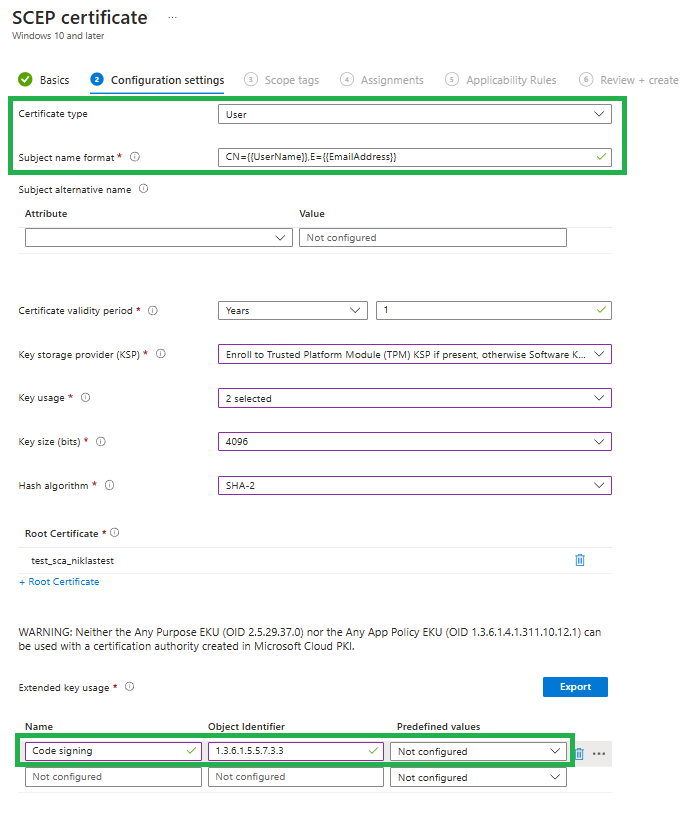 SCEP certificate ...
Windows 10 and later
Basics 2 Configuration settings 3 Scope tags 4 Assignments 5 Applicability Rules 6 Review + create
Certificate type User
Subject name format * CN={{UserName}},E={{EmailAddress}}
Subject alternative name
Attribute Value
Not configured
Certificate validity period * Years 1
Key storage provider (KSP) * Enroll to Trusted Platform Module (TPM) KSP if present, otherwise Software K...
Key usage * 2 selected
Key size (bits) * 4096
Hash algorithm * SHA-2
Root Certificate *
test_sca_niklastest
+ Root Certificate
WARNING: Neither the Any Purpose EKU (OID 2.5.29.37.0) nor the Any App Policy EKU (OID 1.3.6.1.4.1.311.10.12.1) can
be used with a certification authority created in Microsoft Cloud PKI.
Extended key usage * Export
Name Object Identifier Predefined values
Code signing 1.3.6.1.5.5.7.3.3 Not configured ...
Not configured Not configured Not configured